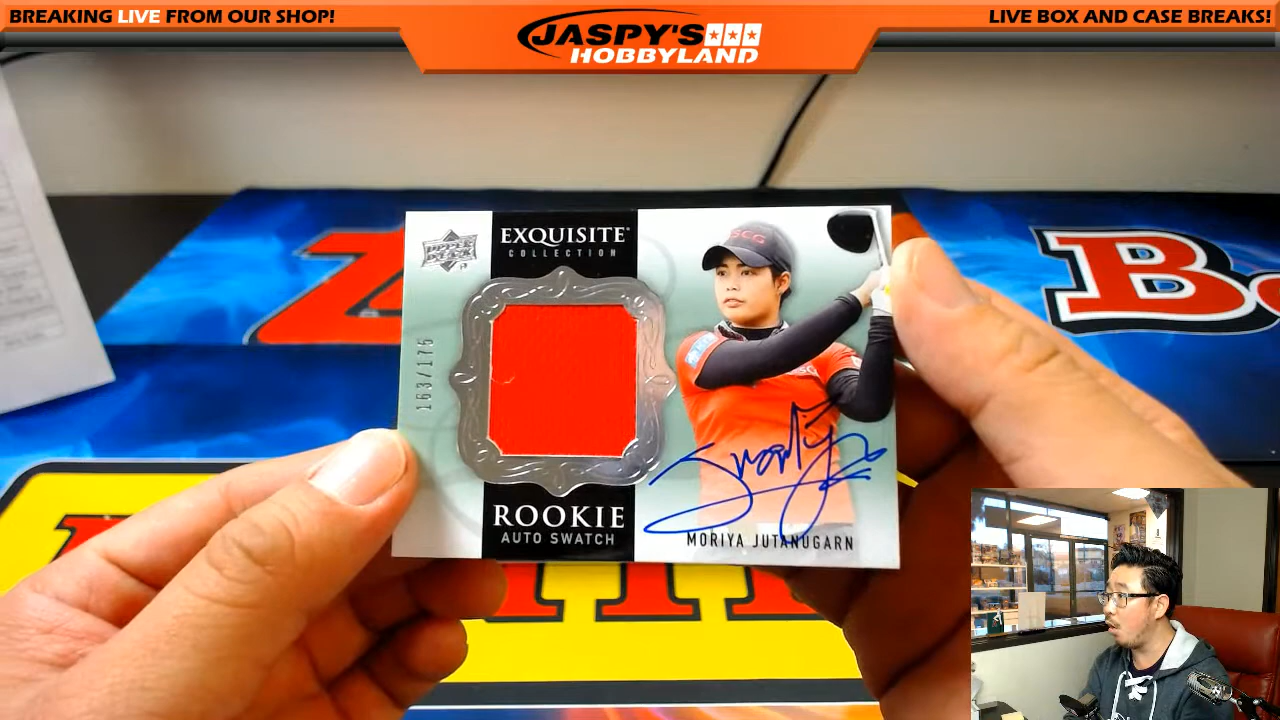 BREAKING LIVE FROM OUR SHOP!
JASPY'S
HOBBYLAND
LIVE BOX AND CASE BREAKS!
B.
UPPER
DECK
EXQUISITE
COLLECTION
SCG
163/175
ROOKIE
AUTO SWATCH
MORIYA JUTANUGARN